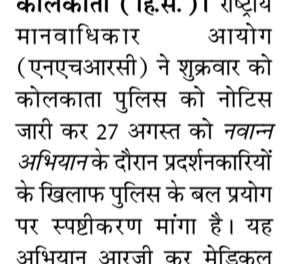 कोलकाता (हि.स.)। राष्ट्रीय
मानवाधिकार आयोग
(एनएचआरसी) ने शुक्रवार को
कोलकाता पुलिस को नोटिस
जारी कर 27 अगस्त को नवान्न
अभियान के दौरान प्रदर्शनकारियों
के खिलाफ पुलिस के बल प्रयोग
पर स्पष्टीकरण मांगा है। यह
अभियान आरजी कर मेडिकल